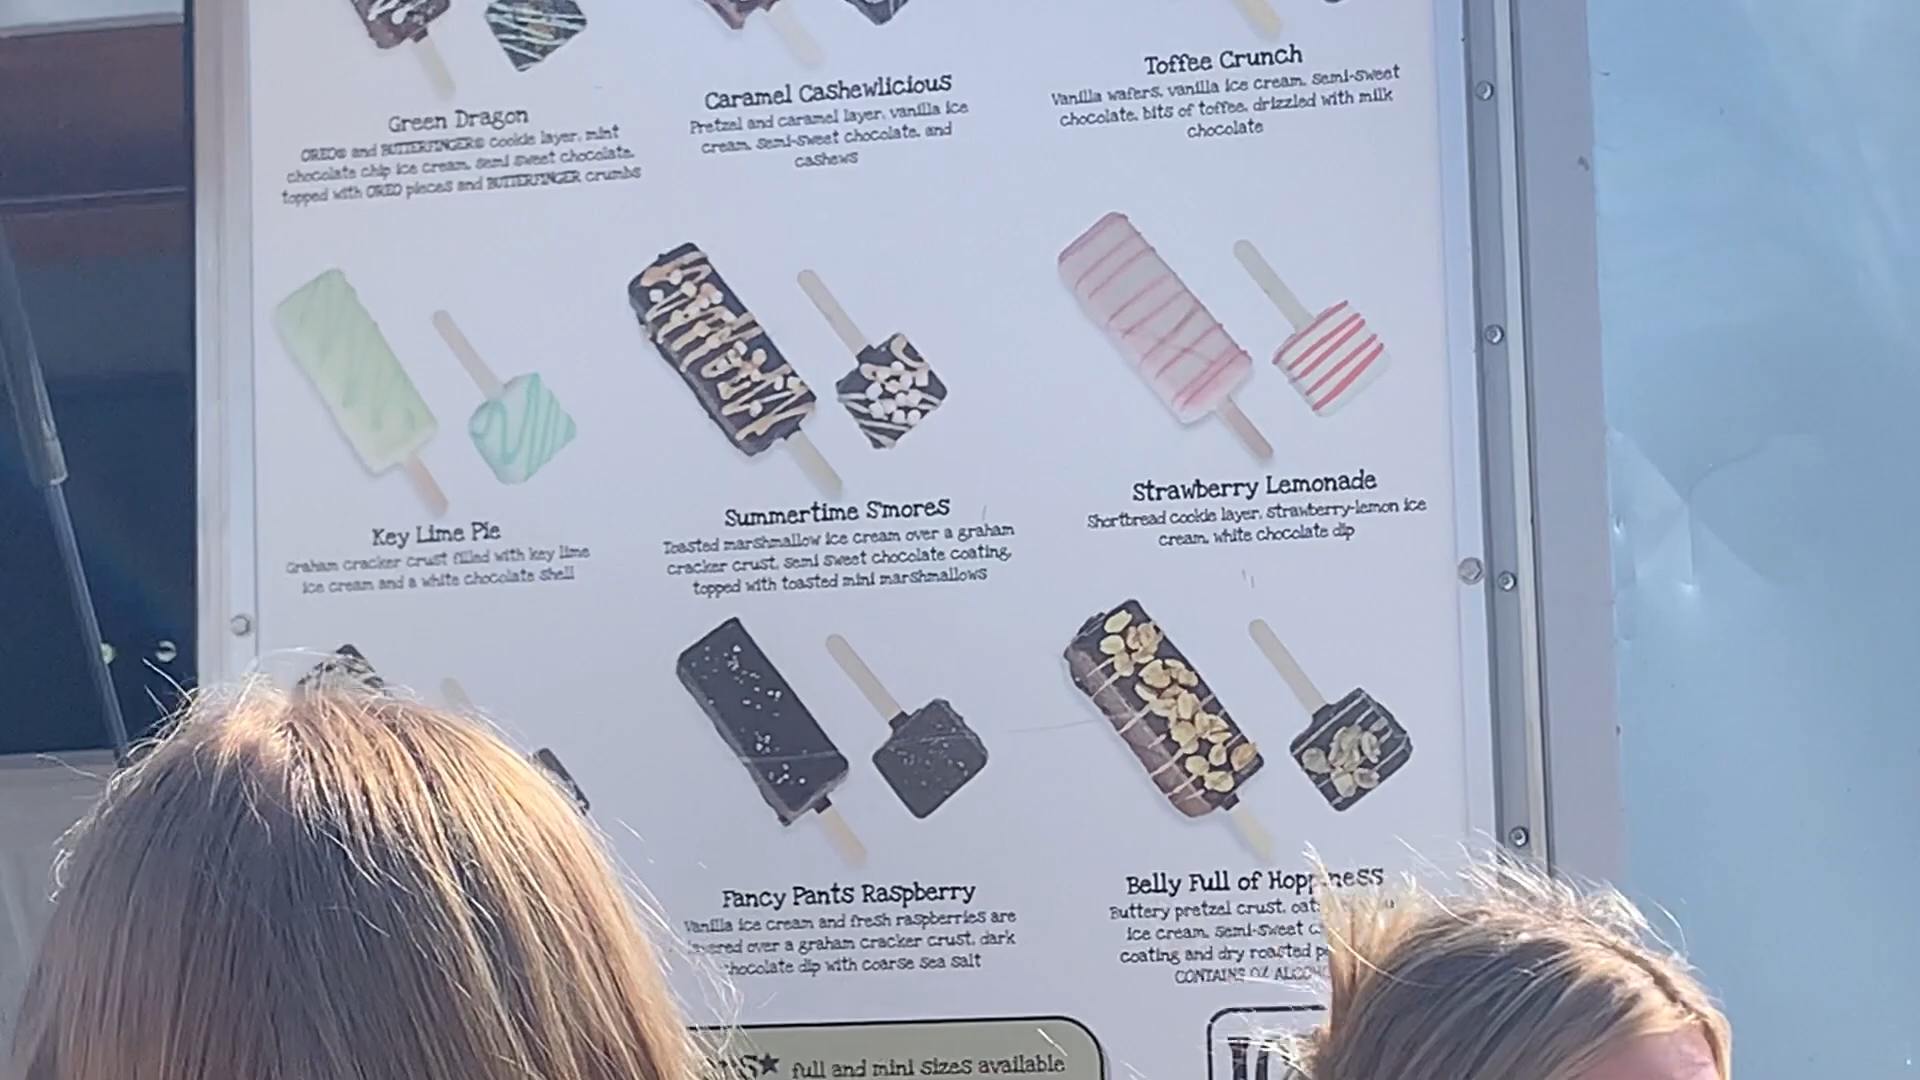 Green Dragon
OREO® and BUTTERFINGER® cookie layer, mint
chocolate chip ice cream, semi sweet chocolate,
topped with OREO pieces and BUTTERFINGER crumbs
Caramel Cashewlicious
Pretzel and caramel layer, vanilla ice
cream, semi-sweet chocolate, and
cashews
Toffee Crunch
Vanilla wafers, vanilla ice cream, semi-sweet
chocolate, bits of toffee, drizzled with milk
chocolate
Key Lime Pie
Graham cracker crust filled with key lime
ice cream and a white chocolate shell
Summertime S'mores
Toasted marshmallow ice cream over a graham
cracker crust, semi sweet chocolate coating,
topped with toasted mini marshmallows
Strawberry Lemonade
Shortbread cookie layer, strawberry-lemon ice
cream, white chocolate dip
Fancy Pants Raspberry
Vanilla ice cream and fresh raspberries are
layered over a graham cracker crust, dark
chocolate dip with coarse sea salt
Belly Full of Hoppiness
Buttery pretzel crust,
ice cream, semi-sweet
coating and dry roasted
CONTAINS
full and mini sizes available